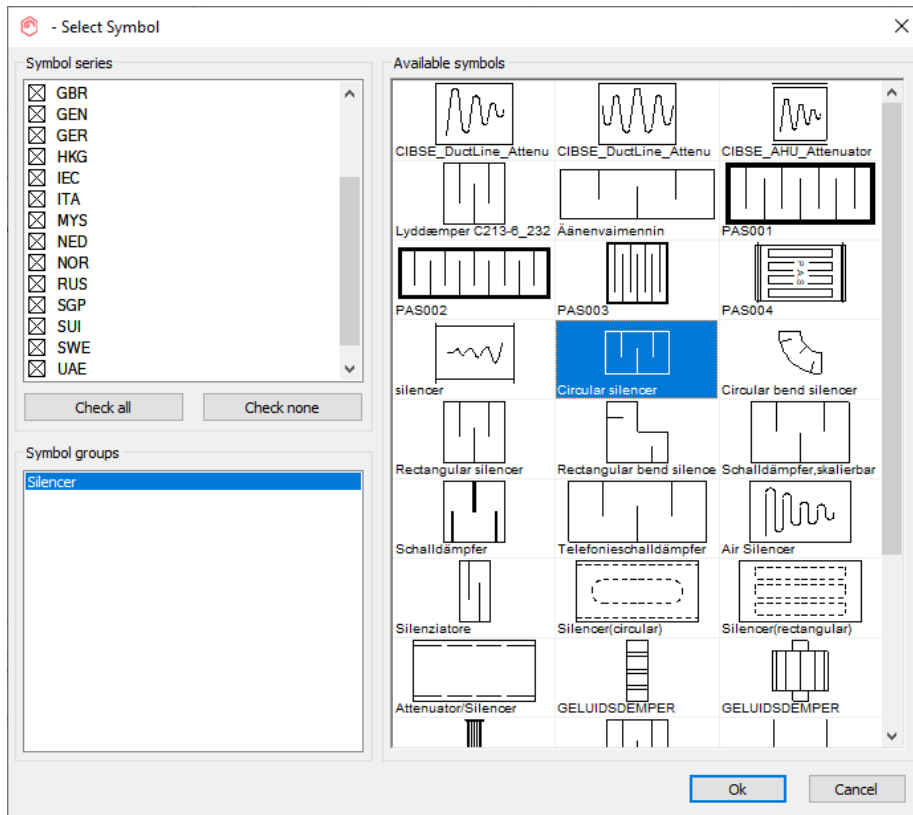 - Select Symbol
Symbol series
GBR
GEN
GER
HKG
IEC
ITA
MYS
NED
NOR
RUS
SGP
SUI
SWE
UAE
Check all
Check none
Symbol groups
Silencer
Available symbols
CIBSE_DuctLine_Attenu
CIBSE_DuctLine_Attenu
CIBSE_AHU_Attenuator
Lyddæmper C213-6_232
Äänenvaimennin
PAS001
PAS002
PAS003
PAS
PAS004
silencer
Circular silencer
Circular bend silencer
Rectangular silencer
Rectangular bend silence
Schalldämpfer,skalierbar
Schalldämpfer
Telefonieschalldämpfer
Air Silencer
Silenziatore
Silencer(circular)
Silencer(rectangular)
Attenuator/Silencer
GELUIDSDEMPER
GELUIDSDEMPER
Ok
Cancel